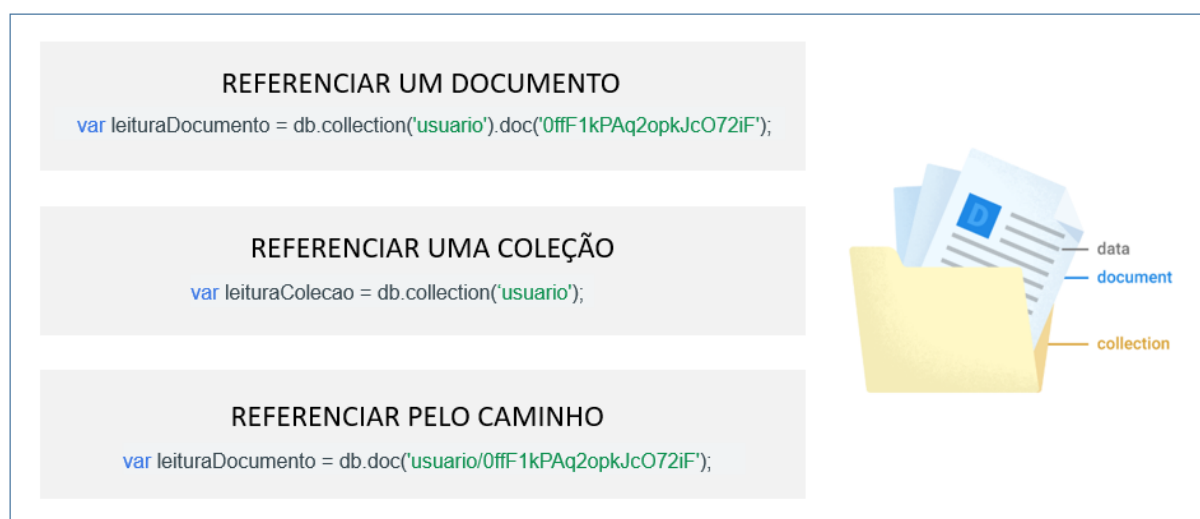 REFERENCIAR UM DOCUMENTO
var leituraDocumento = db.collection('usuario').doc('0ffF1kPAq2opkJcO72iF');
REFERENCIAR UMA COLEÇÃO
var leituraColecao = db.collection(‘usuario');
REFERENCIAR PELO CAMINHO
var leituraDocumento = db.doc('usuario/0ffF1kPAq2opkJcO72iF');
D
data
document
collection